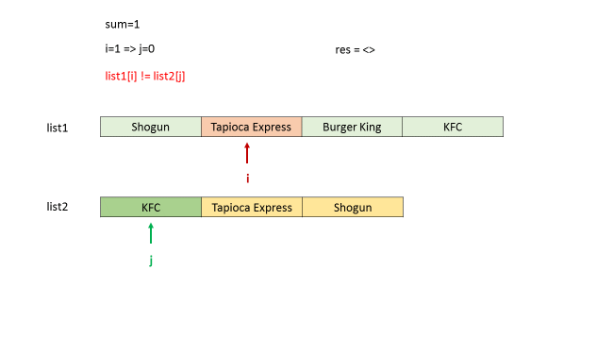 sum=1
i=1 => j=0
res = <>
list1[i] != list2[j]
list1
Shogun
Tapioca Express
Burger King
KFC
i
list2
KFC
Tapioca Express
Shogun
j